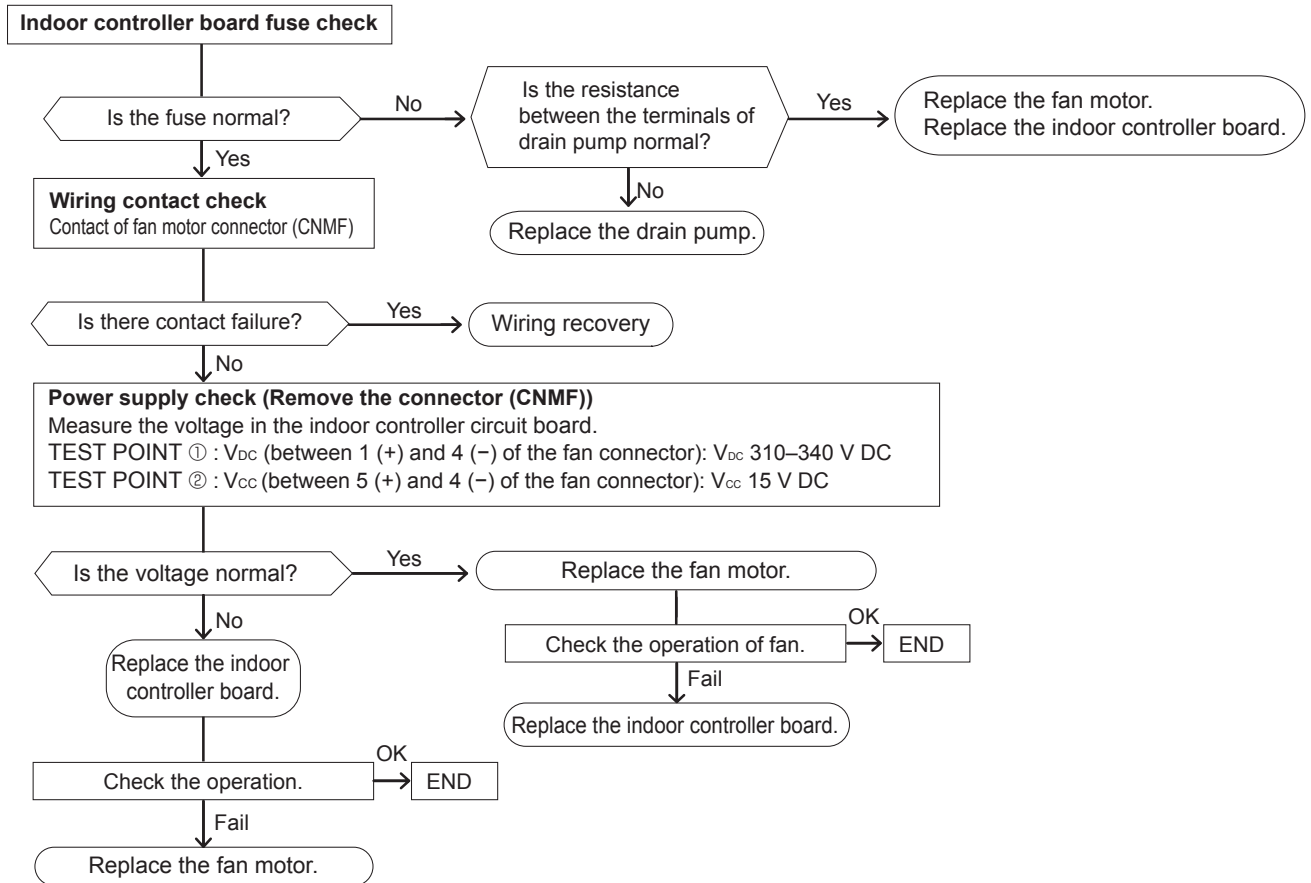 Indoor controller board fuse check
Is the fuse normal?
No
Is the resistance
between the terminals of
drain pump normal?
Yes
Replace the fan motor.
Replace the indoor controller board.
Yes
No
Wiring contact check
Contact of fan motor connector (CNMF)
Replace the drain pump.
Is there contact failure?
Yes
Wiring recovery
No
Power supply check (Remove the connector (CNMF))
Measure the voltage in the indoor controller circuit board.
TEST POINT ① : VDC (between 1 (+) and 4 (−) of the fan connector): VDC 310–340 V DC
TEST POINT ② : VCC (between 5 (+) and 4 (−) of the fan connector): VCC 15 V DC
Is the voltage normal?
Yes
Replace the fan motor.
No
Check the operation of fan.
OK
END
Fail
Replace the indoor controller board.
Replace the indoor
controller board.
Check the operation.
OK
END
Fail
Replace the fan motor.